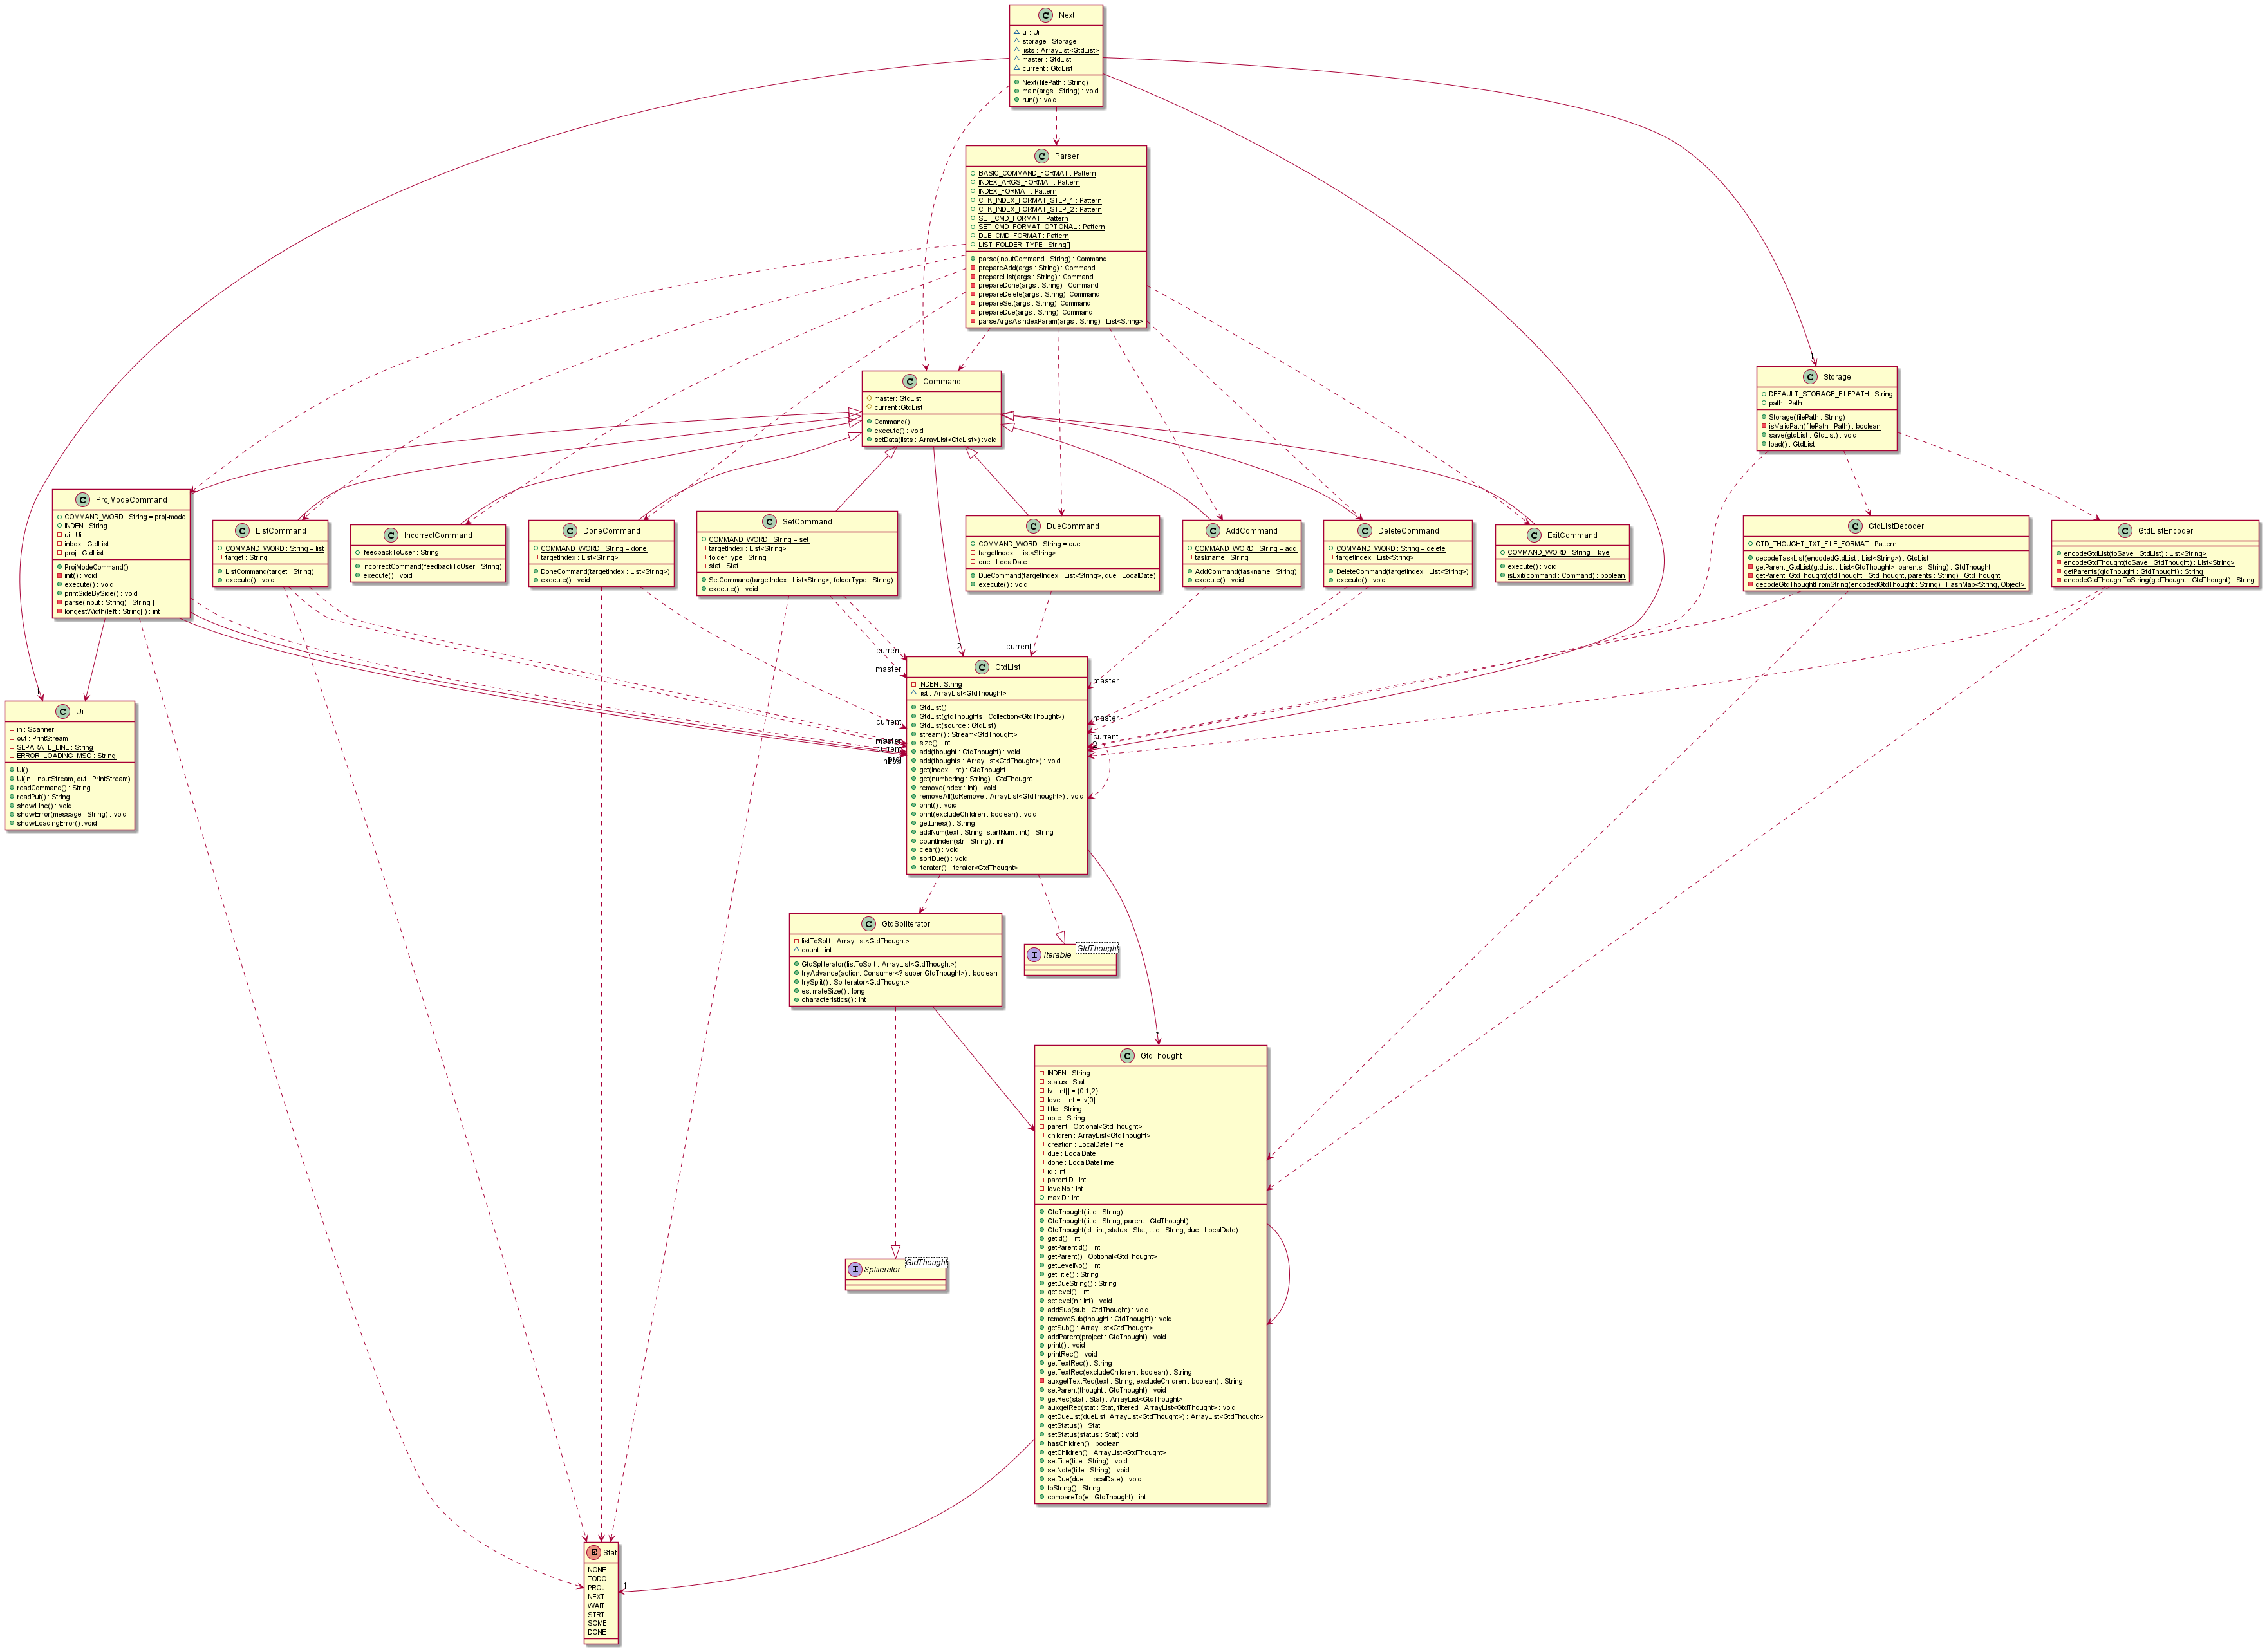 C Next
ui : Ui
storage : Storage
lists : ArrayList<GtdList>
master : GtdList
current : GtdList
Next(filePath : String)
main(args : String) : void
run() : void
C Parser
BASIC_COMMAND_FORMAT : Pattern
INDEX_ARGS_FORMAT : Pattern
INDEX_FORMAT : Pattern
CHK_INDEX_FORMAT_STEP_1 : Pattern
CHK_INDEX_FORMAT_STEP_2 : Pattern
SET_CMD_FORMAT : Pattern
SET_CMD_FORMAT_OPTIONAL : Pattern
DUE_CMD_FORMAT : Pattern
LIST_FOLDER_TYPE : String[]
parse(inputCommand : String) : Command
prepareAdd(args : String) : Command
prepareList(args : String) : Command
prepareDone(args : String) : Command
prepareDelete(args : String) :Command
prepareSet(args : String) :Command
prepareDue(args : String) :Command
parseArgsAsIndexParam(args : String) : List<String>
C Command
master: GtdList
current :GtdList
Command()
execute() : void
setData(lists : ArrayList<GtdList>) : void
1
C Storage
DEFAULT_STORAGE_FILEPATH : String
path : Path
Storage(filePath : String)
isValidPath(filePath : Path) : boolean
save(gtdList : GtdList) : void
load() : GtdList
C ProjModeCommand
COMMAND_WORD : String = proj-mode
INDEN : String
ui : Ui
inbox : GtdList
proj : GtdList
ProjModeCommand()
init() : void
execute() : void
printSideBySide() : void
parse(input : String) : String[]
longestWidth(left : String[]) : int
C ListCommand
COMMAND_WORD : String = list
target : String
ListCommand(target : String)
execute() : void
C IncorrectCommand
feedbackToUser : String
IncorrectCommand(feedbackToUser : String)
execute() : void
C DoneCommand
COMMAND_WORD : String = done
targetIndex : List<String>
DoneCommand(targetIndex : List<String>)
execute() : void
C SetCommand
COMMAND_WORD : String = set
targetIndex : List<String>
folderType : String
stat : Stat
SetCommand(targetIndex : List<String>, folderType : String)
execute() : void
C DueCommand
COMMAND_WORD : String = due
targetIndex : List<String>
due : LocalDate
DueCommand(targetIndex : List<String>, due : LocalDate)
execute() : void
C AddCommand
COMMAND_WORD : String = add
taskname : String
AddCommand(taskname : String)
execute() : void
C DeleteCommand
COMMAND_WORD : String = delete
targetIndex : List<String>
DeleteCommand(targetIndex : List<String>)
execute() : void
C ExitCommand
COMMAND_WORD : String = bye
execute() : void
isExit(command : Command) : boolean
C GtdListDecoder
GTD_THOUGHT_TXT_FILE_FORMAT : Pattern
decodeTaskList(encodedGtdList : List<String>) : GtdList
getParent_GtdList(gtdList : List<GtdThought>, parents : String) : GtdThought
getParent_GtdThought(gtdThought : GtdThought, parents : String) : GtdThought
decodeGtdThoughtFromString(encodedGtdThought : String) : HashMap<String, Object>
C GtdListEncoder
encodeGtdList(toSave : GtdList) : List<String>
encodeGtdThought(toSave : GtdThought) : List<String>
getParents(gtdThought : GtdThought) : String
encodeGtdThoughtToString(gtdThought : GtdThought) : String
current
master
2
current
master
current
master
current
master
current
inbox
1
C Ui
in : Scanner
out : PrintStream
SEPARATE_LINE : String
ERROR_LOADING_MSG : String
Ui()
Ui(in : InputStream, out : PrintStream)
readCommand() : String
readPut() : String
showLine() : void
showError(message : String) : void
showLoadingError() : void
C GtdList
INDEN : String
list : ArrayList<GtdThought>
GtdList()
GtdList(gtdThoughts : Collection<GtdThought>)
GtdList(source : GtdList)
stream() : Stream<GtdThought>
size() : int
add(thought : GtdThought) : void
add(thoughts : ArrayList<GtdThought>) : void
get(index : int) : GtdThought
get(numbering : String) : GtdThought
remove(index : int) : void
removeAll(toRemove : ArrayList<GtdThought>) : void
print() : void
print(excludeChildren : boolean) : void
getLines() : String
addNum(text : String, startNum : int) : String
countInden(str : String) : int
clear() : void
sortDue() : void
iterator() : Iterator<GtdThought>
C GtdSpliterator
listToSplit : ArrayList<GtdThought>
count : int
GtdSpliterator(listToSplit : ArrayList<GtdThought>)
tryAdvance(action: Consumer<? super GtdThought>) : boolean
trySplit() : Spliterator<GtdThought>
estimateSize() : long
characteristics() : int
I Iterable
GtdThought
*
C GtdThought
INDEN : String
status : Stat
lv : int[] = {0,1,2}
level : int = lv[0]
title : String
note : String
parent : Optional<GtdThought>
children : ArrayList<GtdThought>
creation : LocalDateTime
due : LocalDate
done : LocalDateTime
id : int
parentID : int
levelNo : int
maxID : int
GtdThought(title : String)
GtdThought(title : String, parent : GtdThought)
GtdThought(id : int, status : Stat, title : String, due : LocalDate)
getId() : int
getParentId() : int
getParent() : Optional<GtdThought>
getLevelNo() : int
getTitle() : String
getDueString() : String
getlevel() : int
setlevel(n : int) : void
addSub(sub : GtdThought) : void
removeSub(thought : GtdThought) : void
getSub() : ArrayList<GtdThought>
addParent(project : GtdThought) : void
print() : void
printRec() : void
getTextRec() : String
getTextRec(excludeChildren : boolean) : String
auxgetTextRec(text : String, excludeChildren : boolean) : String
setParent(thought : GtdThought) : void
getRec(stat : Stat) : ArrayList<GtdThought>
auxgetRec(stat : Stat, filtered : ArrayList<GtdThought> : void
getDueList(dueList: ArrayList<GtdThought>) : ArrayList<GtdThought>
getStatus() : Stat
setStatus(status : Stat) : void
hasChildren() : boolean
getChildren() : ArrayList<GtdThought>
setTitle(title : String) : void
setNote(title : String) : void
setDue(due : LocalDate) : void
toString() : String
compareTo(e : GtdThought) : int
I Spliterator
GtdThought
1
E Stat
NONE
TODO
PROJ
NEXT
WAIT
STRT
SOME
DONE